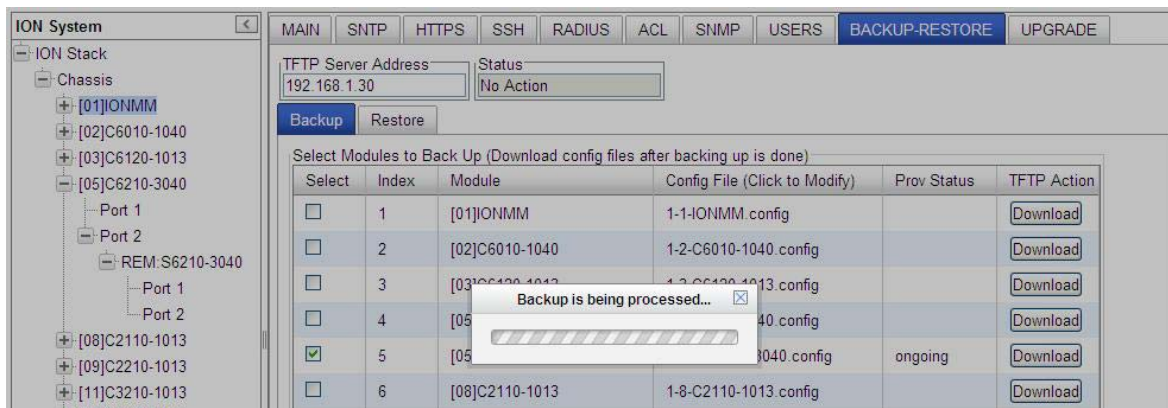 ION System
<
ION Stack
Chassis
[01]IONMM
[02]C6010-1040
[03]C6120-1013
[05]C6210-3040
Port 1
Port 2
REM:S6210-3040
Port 1
Port 2
[08]C2110-1013
[09]C2210-1013
[11]C3210-1013
MAIN SNTP HTTPS SSH RADIUS ACL SNMP USERS BACKUP-RESTORE UPGRADE
TFTP Server Address Status
192.168.1.30 No Action
Backup Restore
Select Modules to Back Up (Download config files after backing up is done)
Select Index Module Config File (Click to Modify) Prov Status TFTP Action
1 [01]IONMM 1-1-IONMM.config Download
2 [02]C6010-1040 1-2-C6010-1040.config Download
3 13.config Download
4 [05 40.config Download
5 [05 3040.config ongoing Download
6 [08]C2110-1013 1-8-C2110-1013.config Download
Backup is being processed...